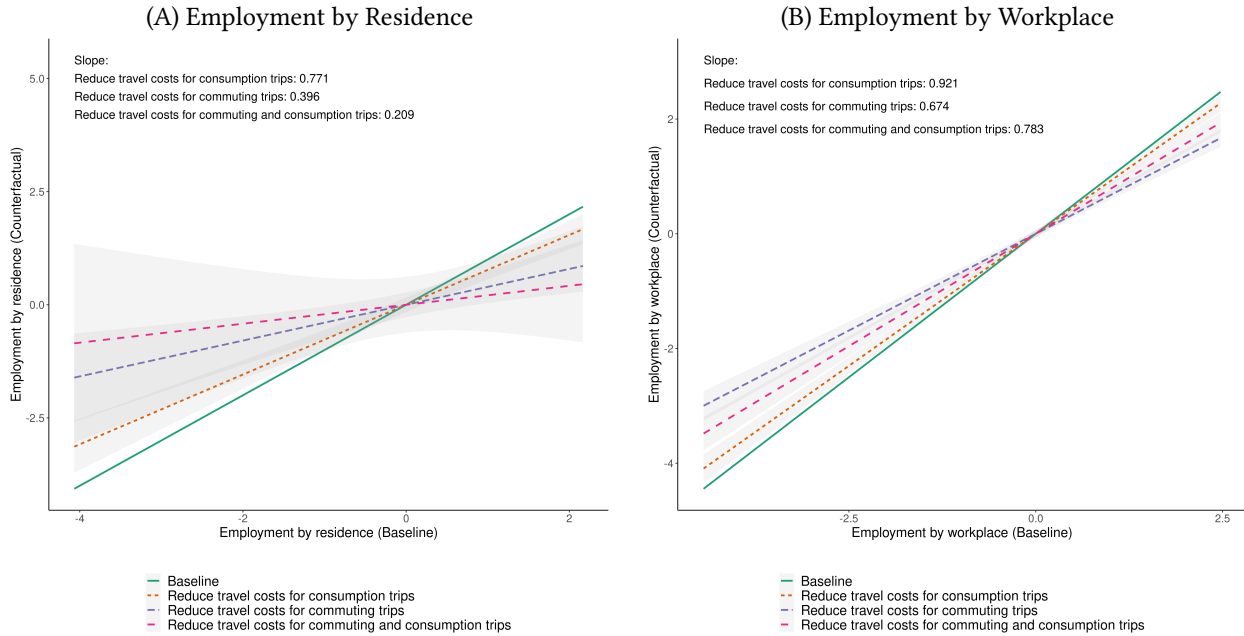 (A) Employment by Residence
Slope:
Reduce travel costs for consumption trips: 0.771
Reduce travel costs for commuting trips: 0.396
Reduce travel costs for commuting and consumption trips: 0.209
5.0
2.5
0.0
-2.5
Employment by residence (Counterfactual)
-4
-2
0
2
Employment by residence (Baseline)
Baseline
Reduce travel costs for consumption trips
Reduce travel costs for commuting trips
Reduce travel costs for commuting and consumption trips
(B) Employment by Workplace
Slope:
Reduce travel costs for consumption trips: 0.921
Reduce travel costs for commuting trips: 0.674
Reduce travel costs for commuting and consumption trips: 0.783
2
0
-2
-4
Employment by workplace (Counterfactual)
-2.5
0.0
2.5
Employment by workplace (Baseline)
Baseline
Reduce travel costs for consumption trips
Reduce travel costs for commuting trips
Reduce travel costs for commuting and consumption trips